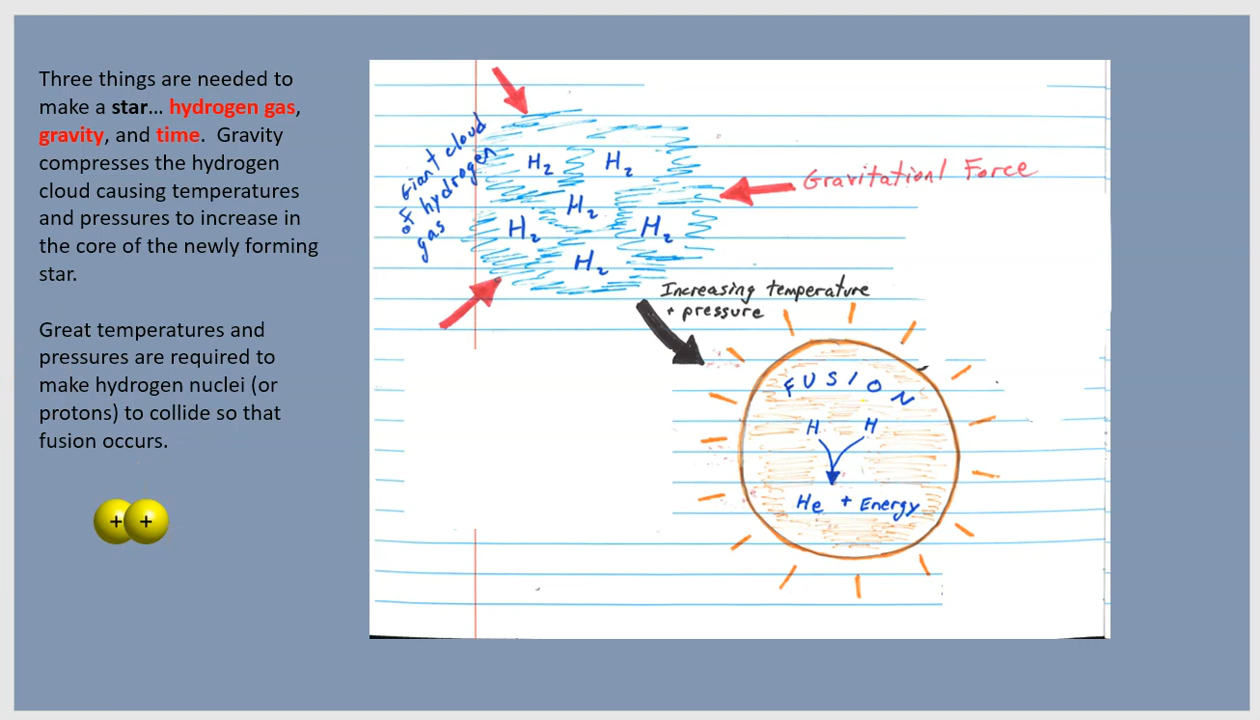 Three things are needed to
make a star... hydrogen gas,
gravity, and time. Gravity
compresses the hydrogen
cloud causing temperatures
and pressures to increase in
the core of the newly forming
star.
Great temperatures and
pressures are required to
make hydrogen nuclei (or
protons) to collide so that
fusion occurs.
+ +
Giant cloud
of hydrogen
gas
H₂ H₂
H₂
H₂ H₂
H₂
Gravitationl Force
Increasing temperature
+ pressure
FUSION
H H
He + Energy